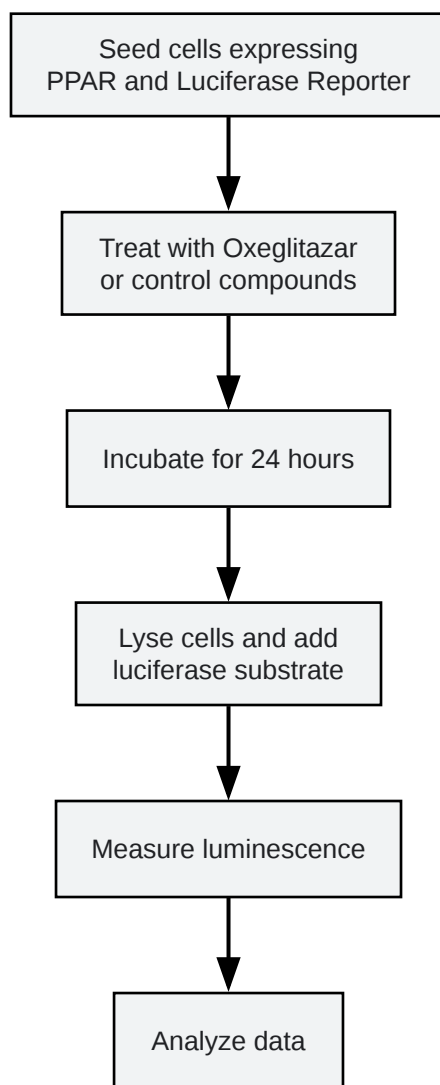 Seed cells expressing
PPAR and Luciferase Reporter
Treat with Oxeglitazar
or control compounds
Incubate for 24 hours
Lyse cells and add
luciferase substrate
Measure luminescence
Analyze data